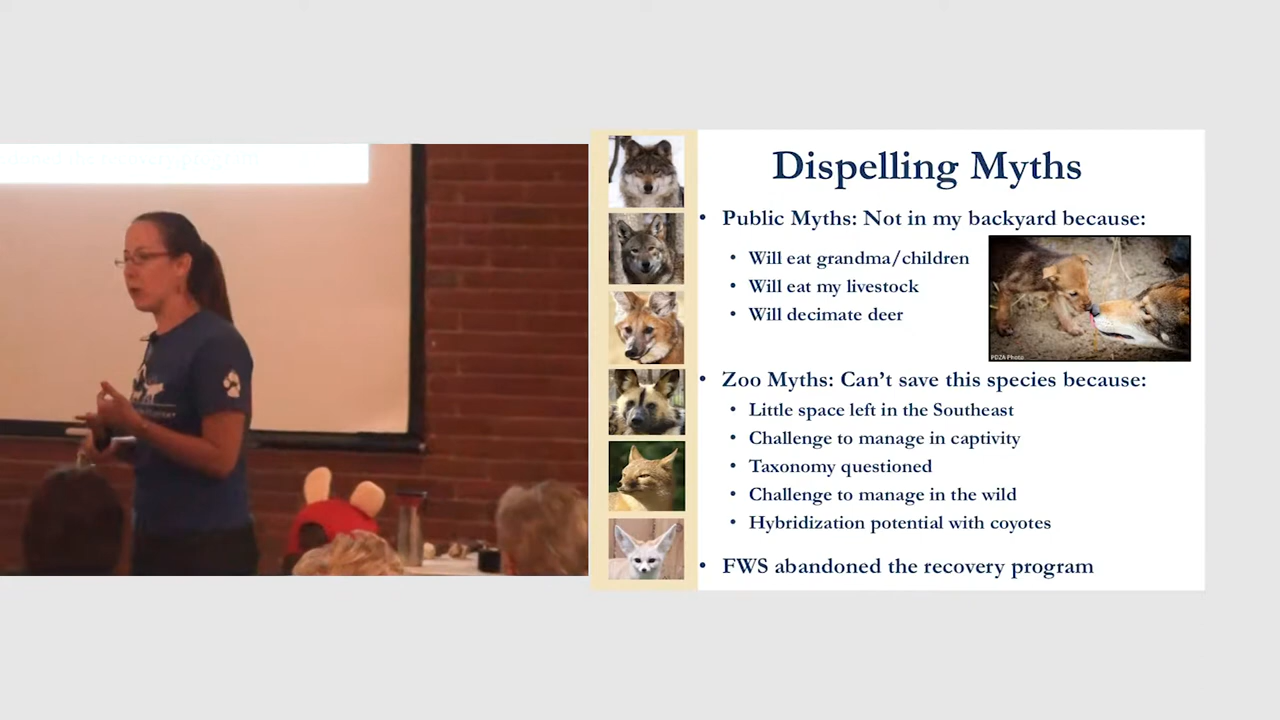 Dispelling Myths
• Public Myths: Not in my backyard because:
• Will eat grandma/children
• Will eat my livestock
• Will decimate deer
PDZA Photo
• Zoo Myths: Can't save this species because:
• Little space left in the Southeast
• Challenge to manage in captivity
• Taxonomy questioned
• Challenge to manage in the wild
• Hybridization potential with coyotes
• FWS abandoned the recovery program